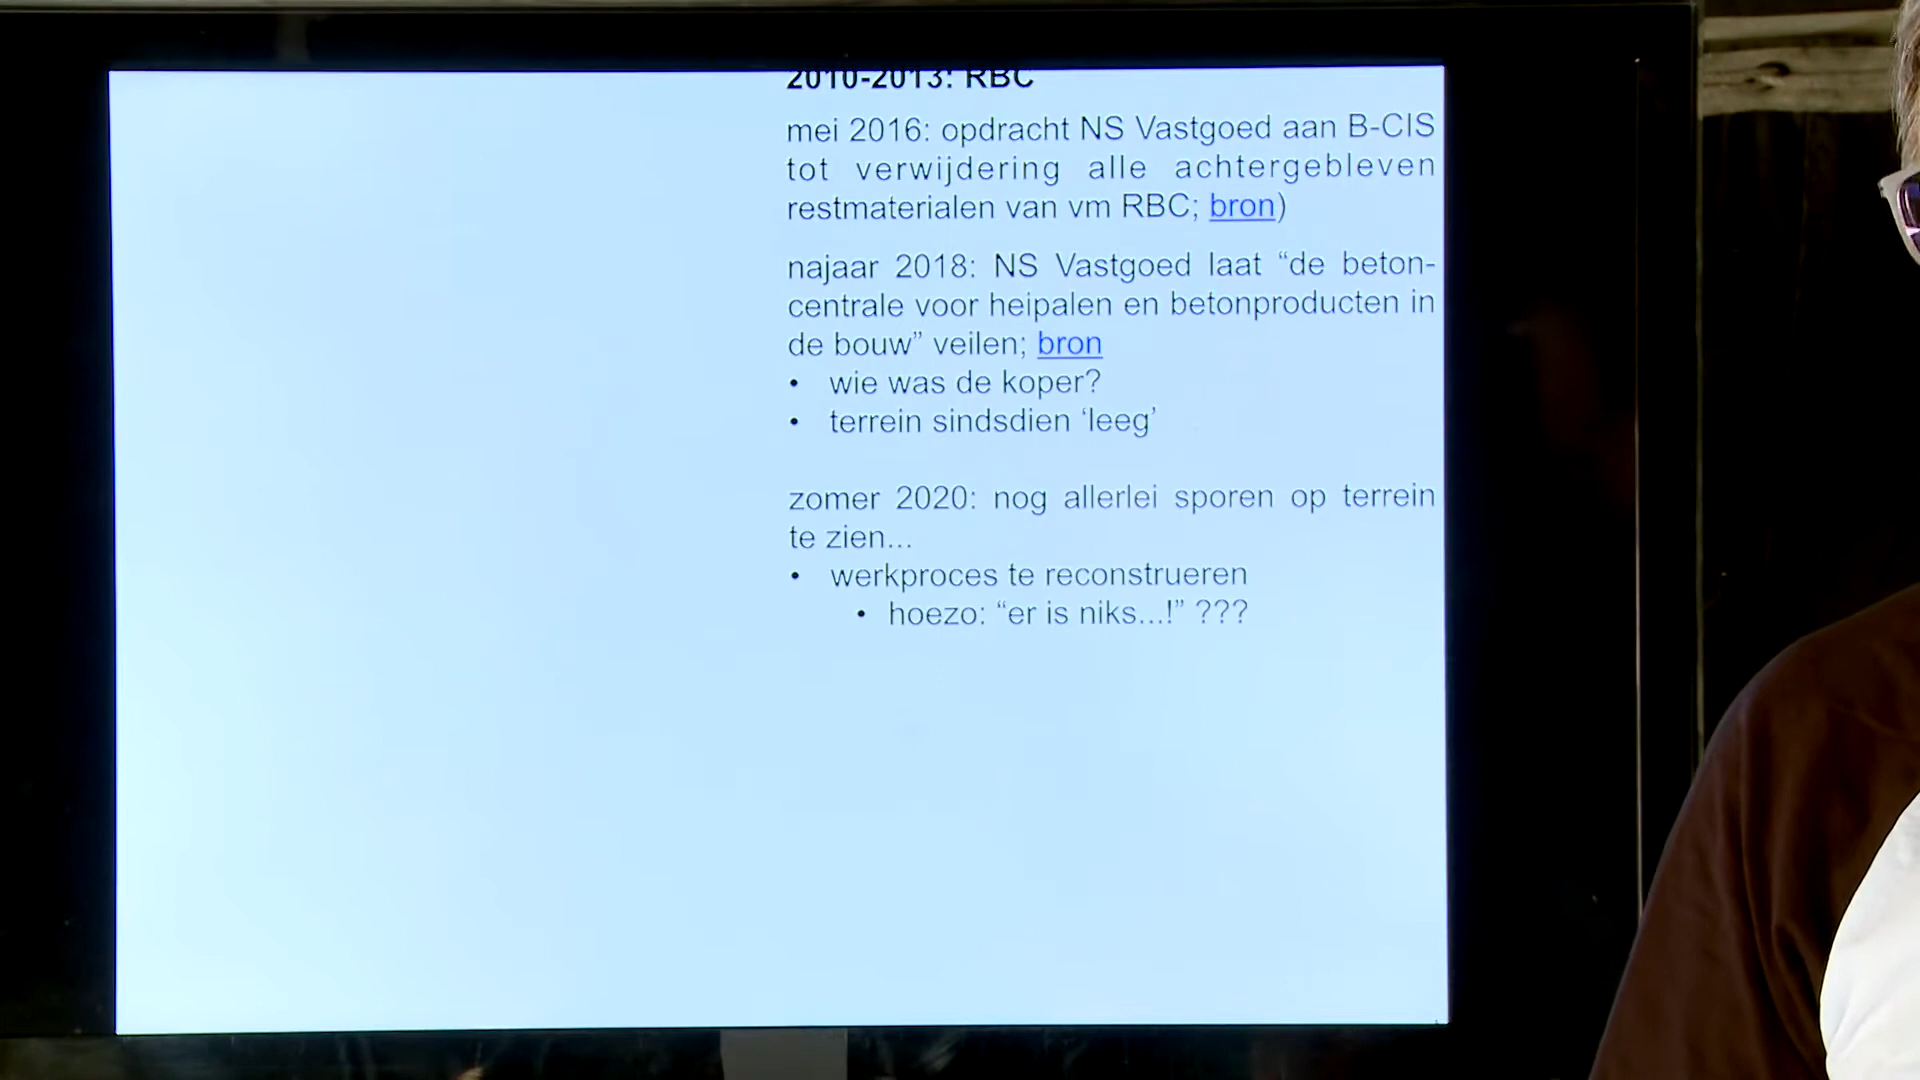 2010-2013: RBC
mei 2016: opdracht NS Vastgoed aan B-CIS
tot verwijdering alle achtergebleven
restmaterialen van vm RBC; bron)
najaar 2018: NS Vastgoed laat “de beton-
centrale voor heipalen en betonproducten in
de bouw” veilen; bron
• wie was de koper?
• terrein sindsdien ‘leeg’
zomer 2020: nog allerlei sporen op terrein
te zien...
• werkproces te reconstrueren
• hoezo: “er is niks...!” ???